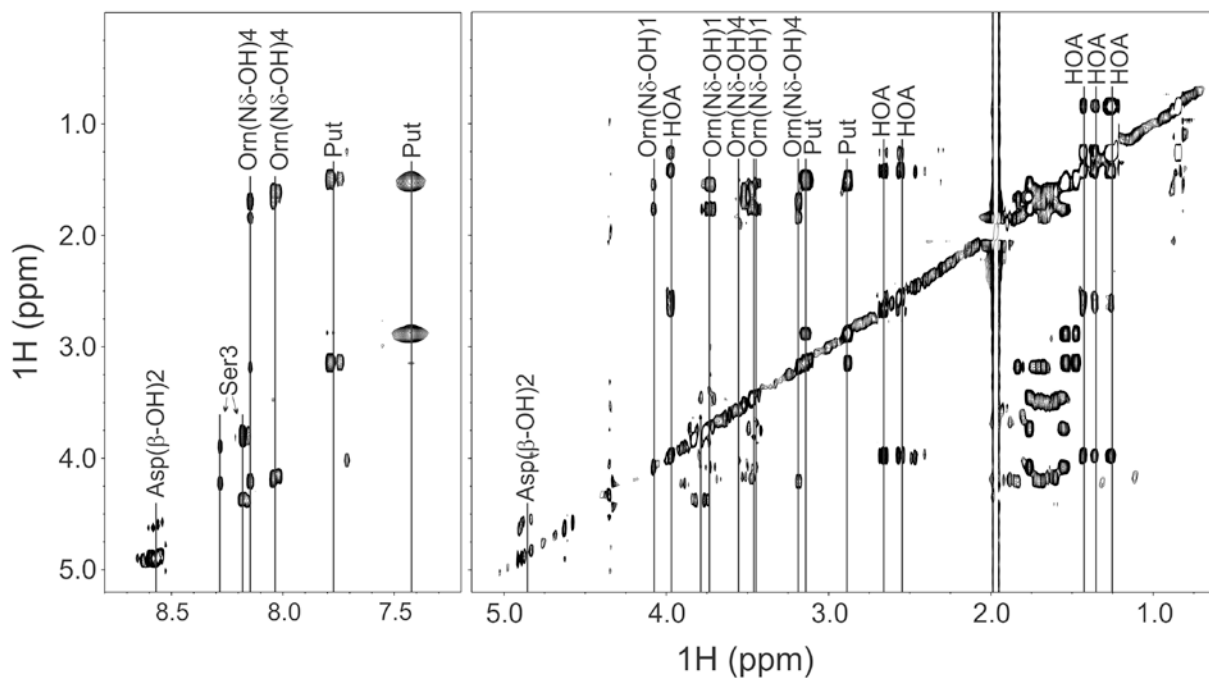 Orn(Nδ-OH)4
Orn(Nδ-OH)4
Put
Put
Ser3
Asp(β-OH)2
Orn(Nδ-OH)1
HOA
Orn(Nδ-OH)1
Orn(Nδ-OH)4
Orn(Nδ-OH)1
Orn(Nδ-OH)4
Put
Put
HOA
HOA
HOA
HOA
HOA
Asp(β-OH)2
1H (ppm)
1.0
2.0
3.0
4.0
5.0
8.5
8.0
7.5
5.0
4.0
3.0
2.0
1.0
1H (ppm)